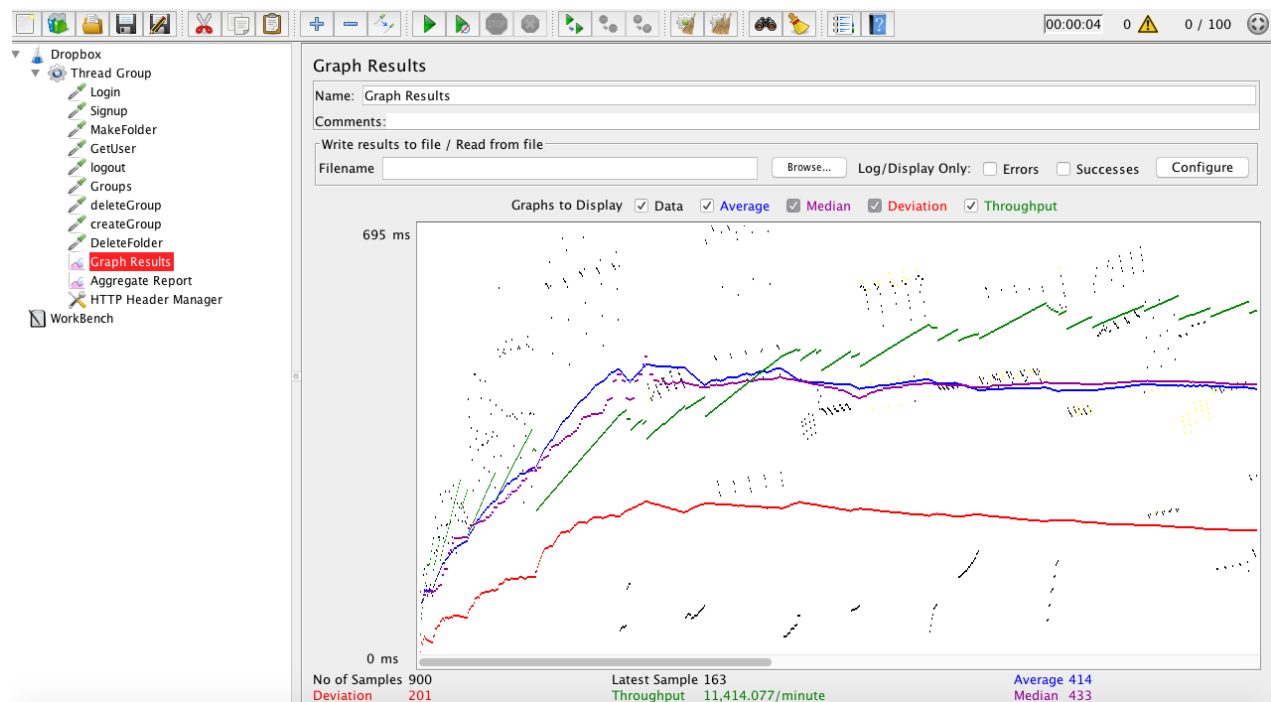 00:00:04 0 0 / 100
Dropbox
Thread Group
Login
Signup
MakeFolder
GetUser
logout
Groups
deleteGroup
createGroup
DeleteFolder
Graph Results
Aggregate Report
HTTP Header Manager
WorkBench
Graph Results
Name: Graph Results
Comments:
Write results to file / Read from file
Filename Browse... Log/Display Only: Errors Successes Configure
Graphs to Display Data Average Median Deviation Throughput
695 ms
0 ms
No of Samples 900 Latest Sample 163 Average 414
Deviation 201 Throughput 11,414.077/minute Median 433